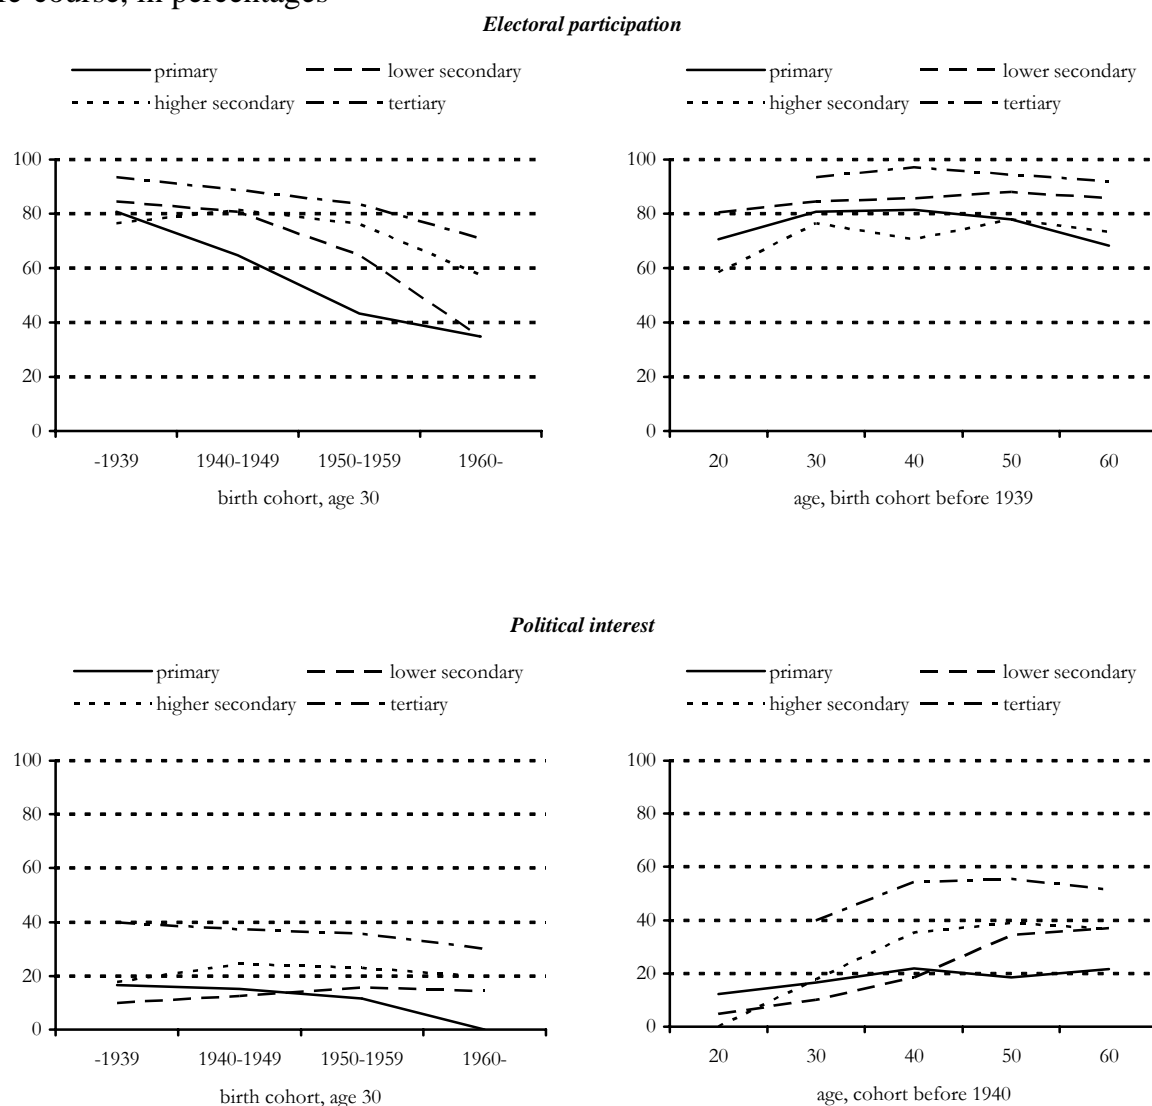 course, in percentages
Electoral participation
primary lower secondary
higher secondary tertiary
primary lower secondary
higher secondary tertiary
100
80
60
40
20
0
-1939 1940-1949 1950-1959 1960-
birth cohort, age 30
100
80
60
40
20
0
20 30 40 50 60
age, birth cohort before 1939
Political interest
primary lower secondary
higher secondary tertiary
primary lower secondary
higher secondary tertiary
100
80
60
40
20
0
-1939 1940-1949 1950-1959 1960-
birth cohort, age 30
100
80
60
40
20
0
20 30 40 50 60
age, cohort before 1940